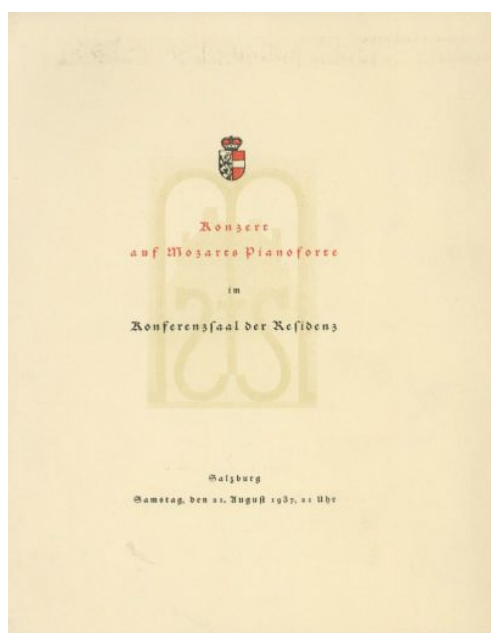 Konzert
auf Mozarts Pianoforte
im
Konferenzſaal der Reſidenz
Salzburg
Samstag, den 21. Auguſt 1937, 21 Uhr